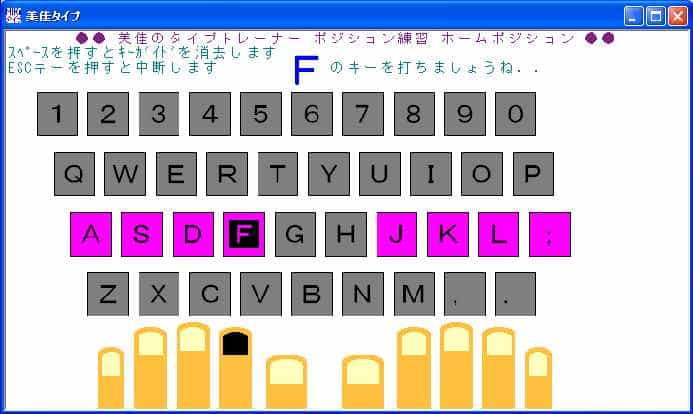 美佳タイプ
●● 美佳のタイプトレーナー ポジション練習 ホームポジション ●●
ｽﾍﾟｰｽを押すとｷｰｶﾞｲﾄﾞを消去します
ESCテーを押すと中断します
F のキーを打ちましょうね．．
1 2 3 4 5 6 7 8 9 0
Q W E R T Y U I O P
A S D F G H J K L ;
Z X C V B N M , .